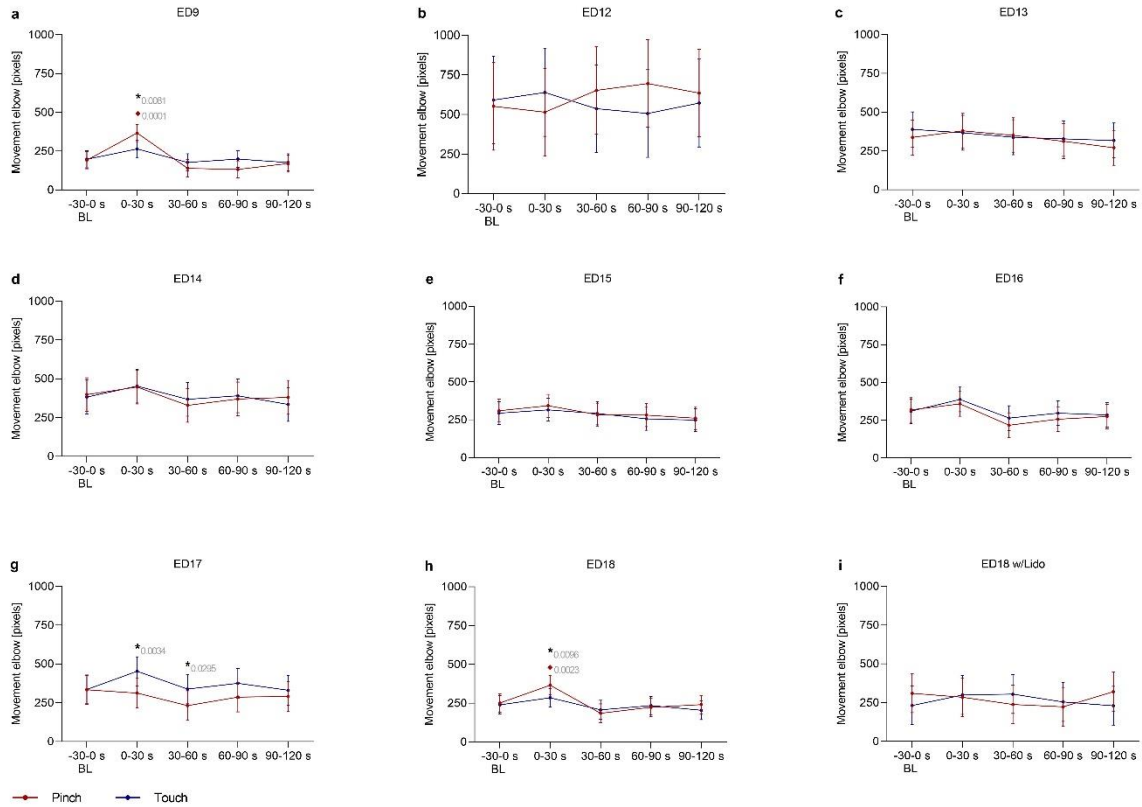 a
ED9
Movement elbow [pixels]
1000
750
500
250
0
* 0.0081
0.0001
-30-0 s
BL
0-30 s
30-60 s
60-90 s
90-120 s
b
ED12
Movement elbow [pixels]
1000
750
500
250
0
-30-0 s
BL
0-30 s
30-60 s
60-90 s
90-120 s
c
ED13
Movement elbow [pixels]
1000
750
500
250
0
-30-0 s
BL
0-30 s
30-60 s
60-90 s
90-120 s
d
ED14
Movement elbow [pixels]
1000
750
500
250
0
-30-0 s
BL
0-30 s
30-60 s
60-90 s
90-120 s
e
ED15
Movement elbow [pixels]
1000
750
500
250
0
-30-0 s
BL
0-30 s
30-60 s
60-90 s
90-120 s
f
ED16
Movement elbow [pixels]
1000
750
500
250
0
-30-0 s
BL
0-30 s
30-60 s
60-90 s
90-120 s
g
ED17
Movement elbow [pixels]
1000
750
500
250
0
* 0.0034
* 0.0295
-30-0 s
BL
0-30 s
30-60 s
60-90 s
90-120 s
h
ED18
Movement elbow [pixels]
1000
750
500
250
0
* 0.0096
0.0023
-30-0 s
BL
0-30 s
30-60 s
60-90 s
90-120 s
i
ED18 w/Lido
Movement elbow [pixels]
1000
750
500
250
0
-30-0 s
BL
0-30 s
30-60 s
60-90 s
90-120 s
Pinch
Touch